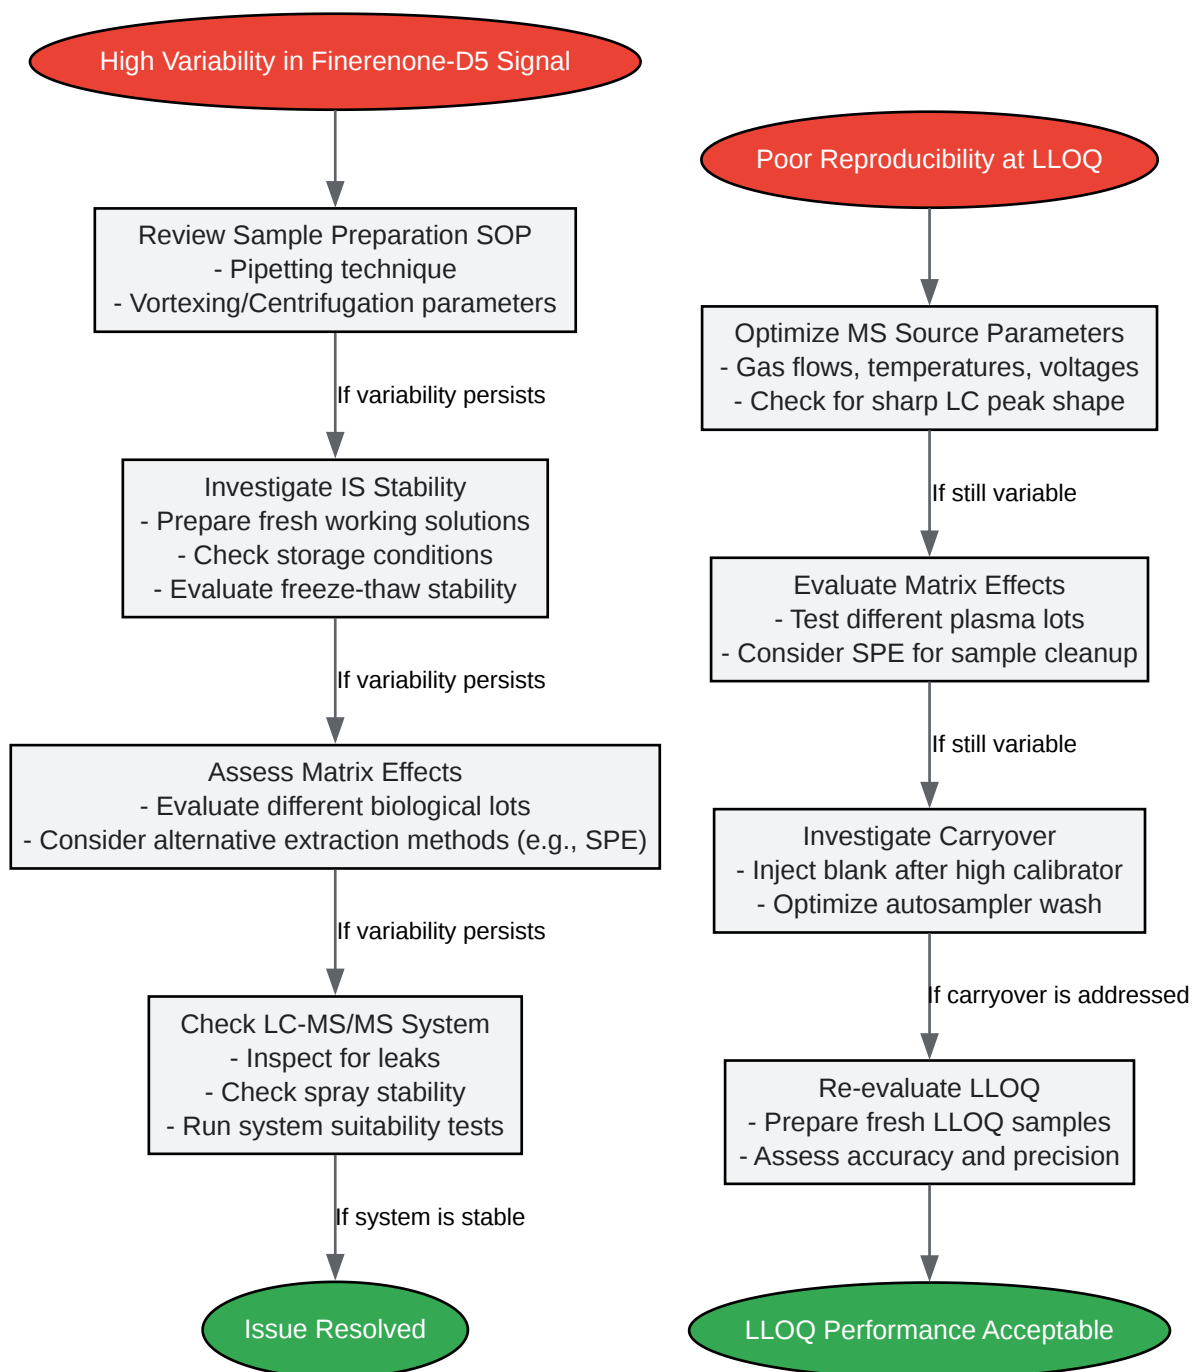 High Variability in Finerenone-D5 Signal
Review Sample Preparation SOP
- Pipetting technique
- Vortexing/Centrifugation parameters
If variability persists
Investigate IS Stability
- Prepare fresh working solutions
- Check storage conditions
- Evaluate freeze-thaw stability
If variability persists
Assess Matrix Effects
- Evaluate different biological lots
- Consider alternative extraction methods (e.g., SPE)
If variability persists
Check LC-MS/MS System
- Inspect for leaks
- Check spray stability
- Run system suitability tests
If system is stable
Issue Resolved
Poor Reproducibility at LLOQ
Optimize MS Source Parameters
- Gas flows, temperatures, voltages
- Check for sharp LC peak shape
If still variable
Evaluate Matrix Effects
- Test different plasma lots
- Consider SPE for sample cleanup
If still variable
Investigate Carryover
- Inject blank after high calibrator
- Optimize autosampler wash
If carryover is addressed
Re-evaluate LLOQ
- Prepare fresh LLOQ samples
- Assess accuracy and precision
LLOQ Performance Acceptable